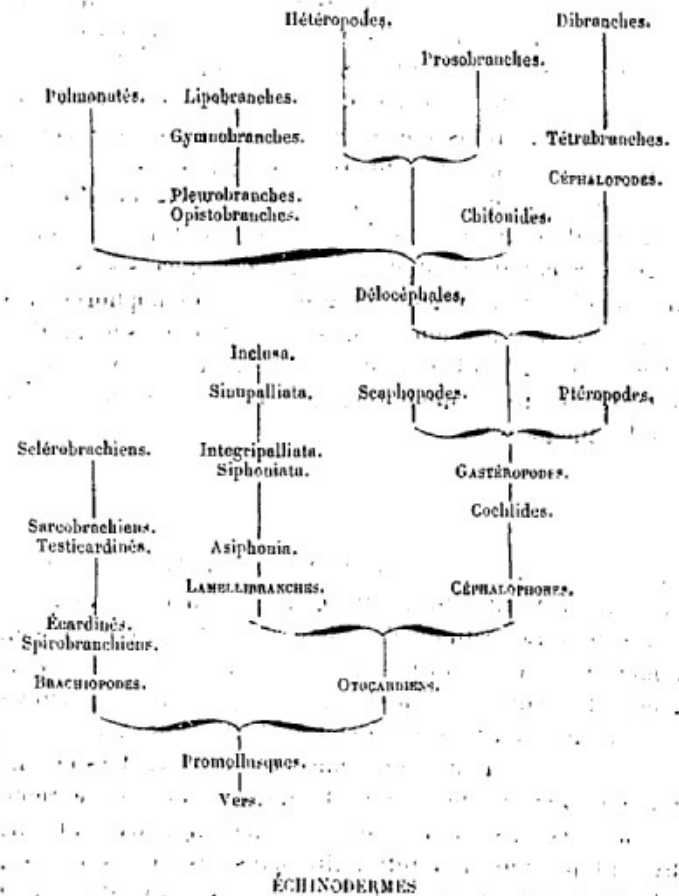 Hétéropodes. Dibranches.
Prosobranches.
Pulmonatés. Lipobranches.
Gymnobranches. Tétrabranches.
CÉPHALOPODES.
Pleurobranches.
Opistobranches. Chitonides.
Délocéphales.
Inclusa.
Sinupalliata. Scaphopodes. Ptéropodes.
Sclérobrachiens. Integripalliata.
Siphoniata. GASTÉROPODES.
Cochlides.
Sarcobrachiens.
Testicardinés. Asiphonia.
LAMELLIBRANCHES. CÉPHALOPHORES.
Écardinés.
Spirobranchiens.
BRACHIOPODES. OTOCARDIENS.
Promollusques.
Vers.
ÉCHINODERMES